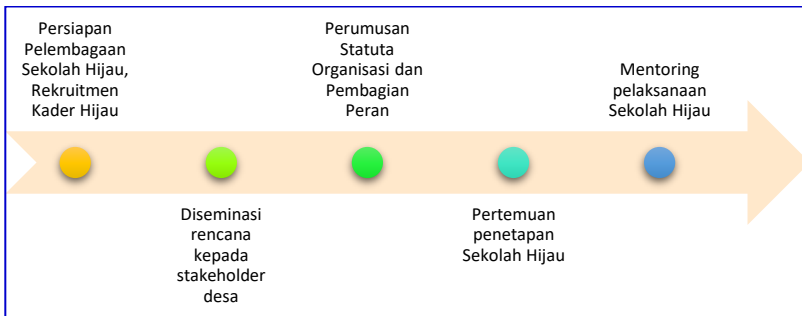 Persiapan
Pelembagaan
Sekolah Hijau,
Rekruitmen
Kader Hijau
Diseminasi
rencana
kepada
stakeholder
desa
Perumusan
Statuta
Organisasi dan
Pembagian
Peran
Pertemuan
penetapan
Sekolah Hijau
Mentoring
pelaksanaan
Sekolah Hijau